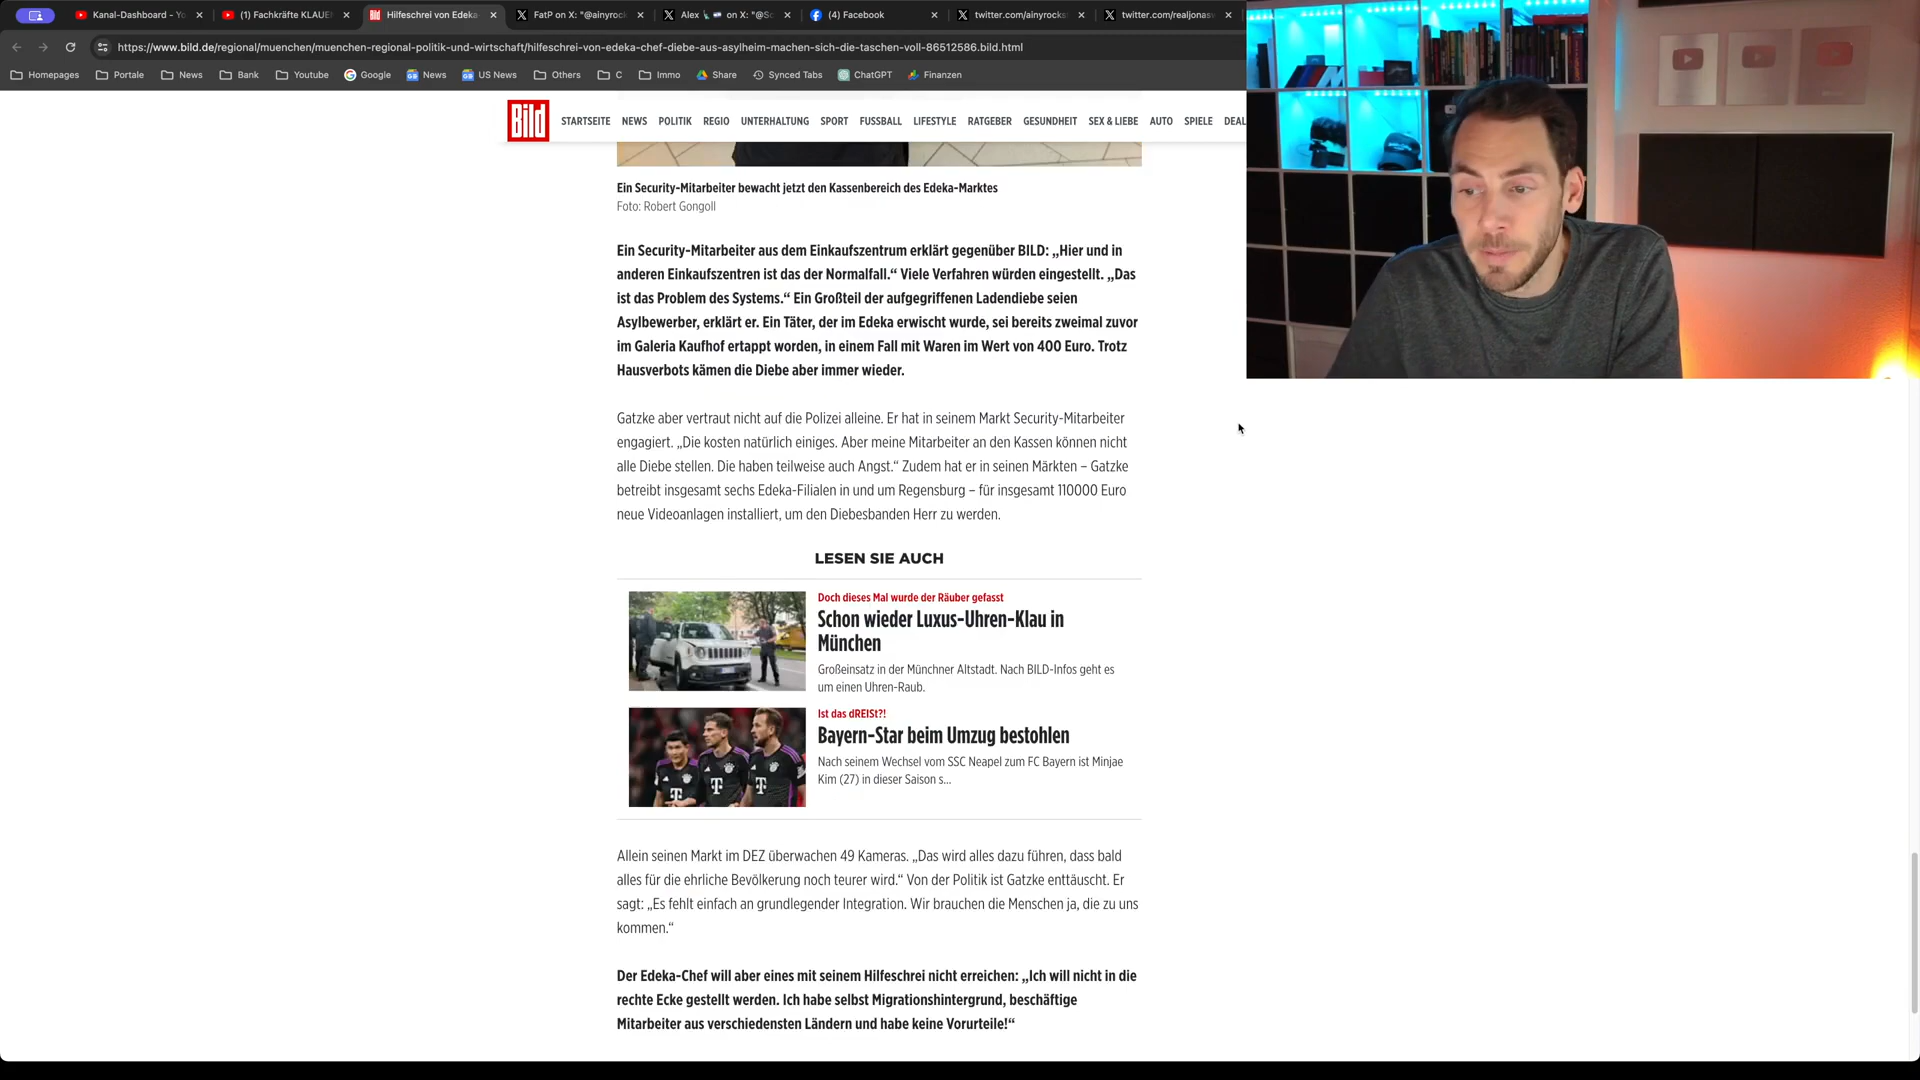 Kanal-Dashboard - Yo
(1) Fachkräfte KLAUE
Hilfeschrei von Edeka-
FatP on X: "@ainyrock
Alex on X: "@So
(4) Facebook
twitter.com/ainyrocks
twitter.com/realjonasw
https://www.bild.de/regional/muenchen/muenchen-regional-politik-und-wirtschaft/hilfeschrei-von-edeka-chef-diebe-aus-asylheim-machen-sich-die-taschen-voll-86512586.bild.html
Homepages Portale News Bank Youtube Google News US News Others C Immo Share Synced Tabs ChatGPT Finanzen
Bild
STARTSEITE NEWS POLITIK REGIO UNTERHALTUNG SPORT FUSSBALL LIFESTYLE RATGEBER GESUNDHEIT SEX & LIEBE AUTO SPIELE DEAL
Ein Security-Mitarbeiter bewacht jetzt den Kassenbereich des Edeka-Marktes
Foto: Robert Gongoll
Ein Security-Mitarbeiter aus dem Einkaufszentrum erklärt gegenüber BILD: „Hier und in
anderen Einkaufszentren ist das der Normalfall.“ Viele Verfahren würden eingestellt. „Das
ist das Problem des Systems.“ Ein Großteil der aufgegriffenen Ladendiebe seien
Asylbewerber, erklärt er. Ein Täter, der im Edeka erwischt wurde, sei bereits zweimal zuvor
im Galeria Kaufhof ertappt worden, in einem Fall mit Waren im Wert von 400 Euro. Trotz
Hausverbots kämen die Diebe aber immer wieder.
Gatzke aber vertraut nicht auf die Polizei alleine. Er hat in seinem Markt Security-Mitarbeiter
engagiert. „Die kosten natürlich einiges. Aber meine Mitarbeiter an den Kassen können nicht
alle Diebe stellen. Die haben teilweise auch Angst.“ Zudem hat er in seinen Märkten – Gatzke
betreibt insgesamt sechs Edeka-Filialen in und um Regensburg – für insgesamt 110000 Euro
neue Videoanlagen installiert, um den Diebesbanden Herr zu werden.
LESEN SIE AUCH
Doch dieses Mal wurde der Räuber gefasst
Schon wieder Luxus-Uhren-Klau in
München
Großeinsatz in der Münchner Altstadt. Nach BILD-Infos geht es
um einen Uhren-Raub.
Ist das dREISt?!
Bayern-Star beim Umzug bestohlen
Nach seinem Wechsel vom SSC Neapel zum FC Bayern ist Minjae
Kim (27) in dieser Saison s...
Allein seinen Markt im DEZ überwachen 49 Kameras. „Das wird alles dazu führen, dass bald
alles für die ehrliche Bevölkerung noch teurer wird.“ Von der Politik ist Gatzke enttäuscht. Er
sagt: „Es fehlt einfach an grundlegender Integration. Wir brauchen die Menschen ja, die zu uns
kommen.“
Der Edeka-Chef will aber eines mit seinem Hilfeschrei nicht erreichen: „Ich will nicht in die
rechte Ecke gestellt werden. Ich habe selbst Migrationshintergrund, beschäftige
Mitarbeiter aus verschiedensten Ländern und habe keine Vorurteile!“